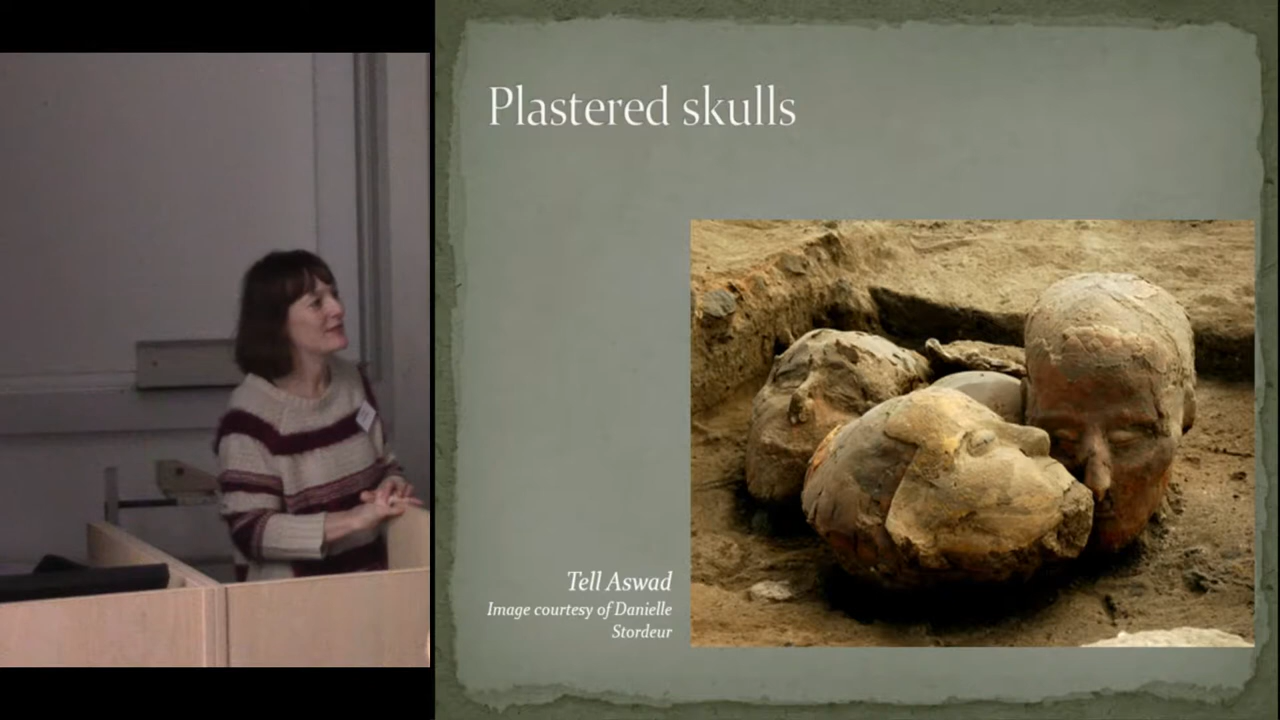 Plastered skulls
Tell Aswad
Image courtesy of Danielle
Stordeur